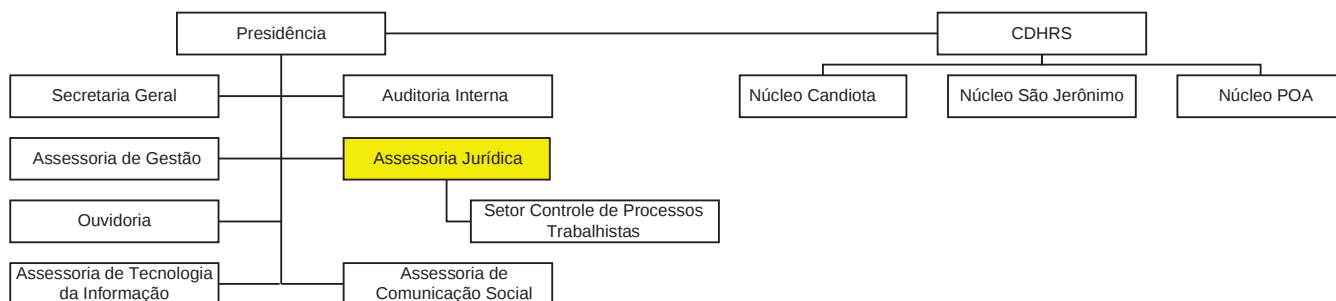 Presidência
CDHRS
Secretaria Geral
Auditoria Interna
Núcleo Candiota
Núcleo São Jerônimo
Núcleo POA
Assessoria de Gestão
Assessoria Jurídica
Ouvidoria
Setor Controle de Processos
Trabalhistas
Assessoria de Tecnologia
da Informação
Assessoria de
Comunicação Social